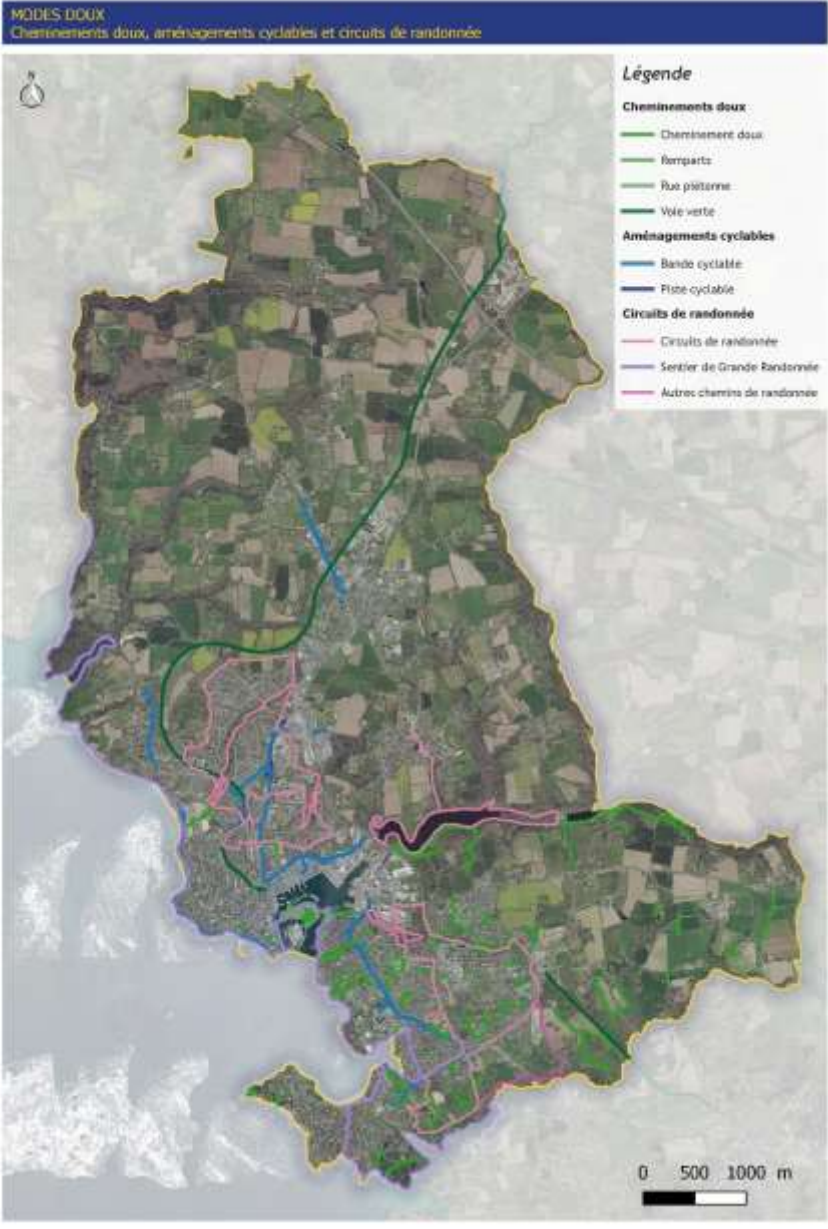 MODES DOUX
Cheminements doux, aménagements cyclables et circuits de randonnée
N
Légende
Cheminements doux
Cheminement doux
Remparts
Rue piétonne
Voie verte
Aménagements cyclables
Bande cyclable
Piste cyclable
Circuits de randonnée
Circuits de randonnée
Sentier de Grande Randonnée
Autres chemins de randonnée
0 500 1000 m